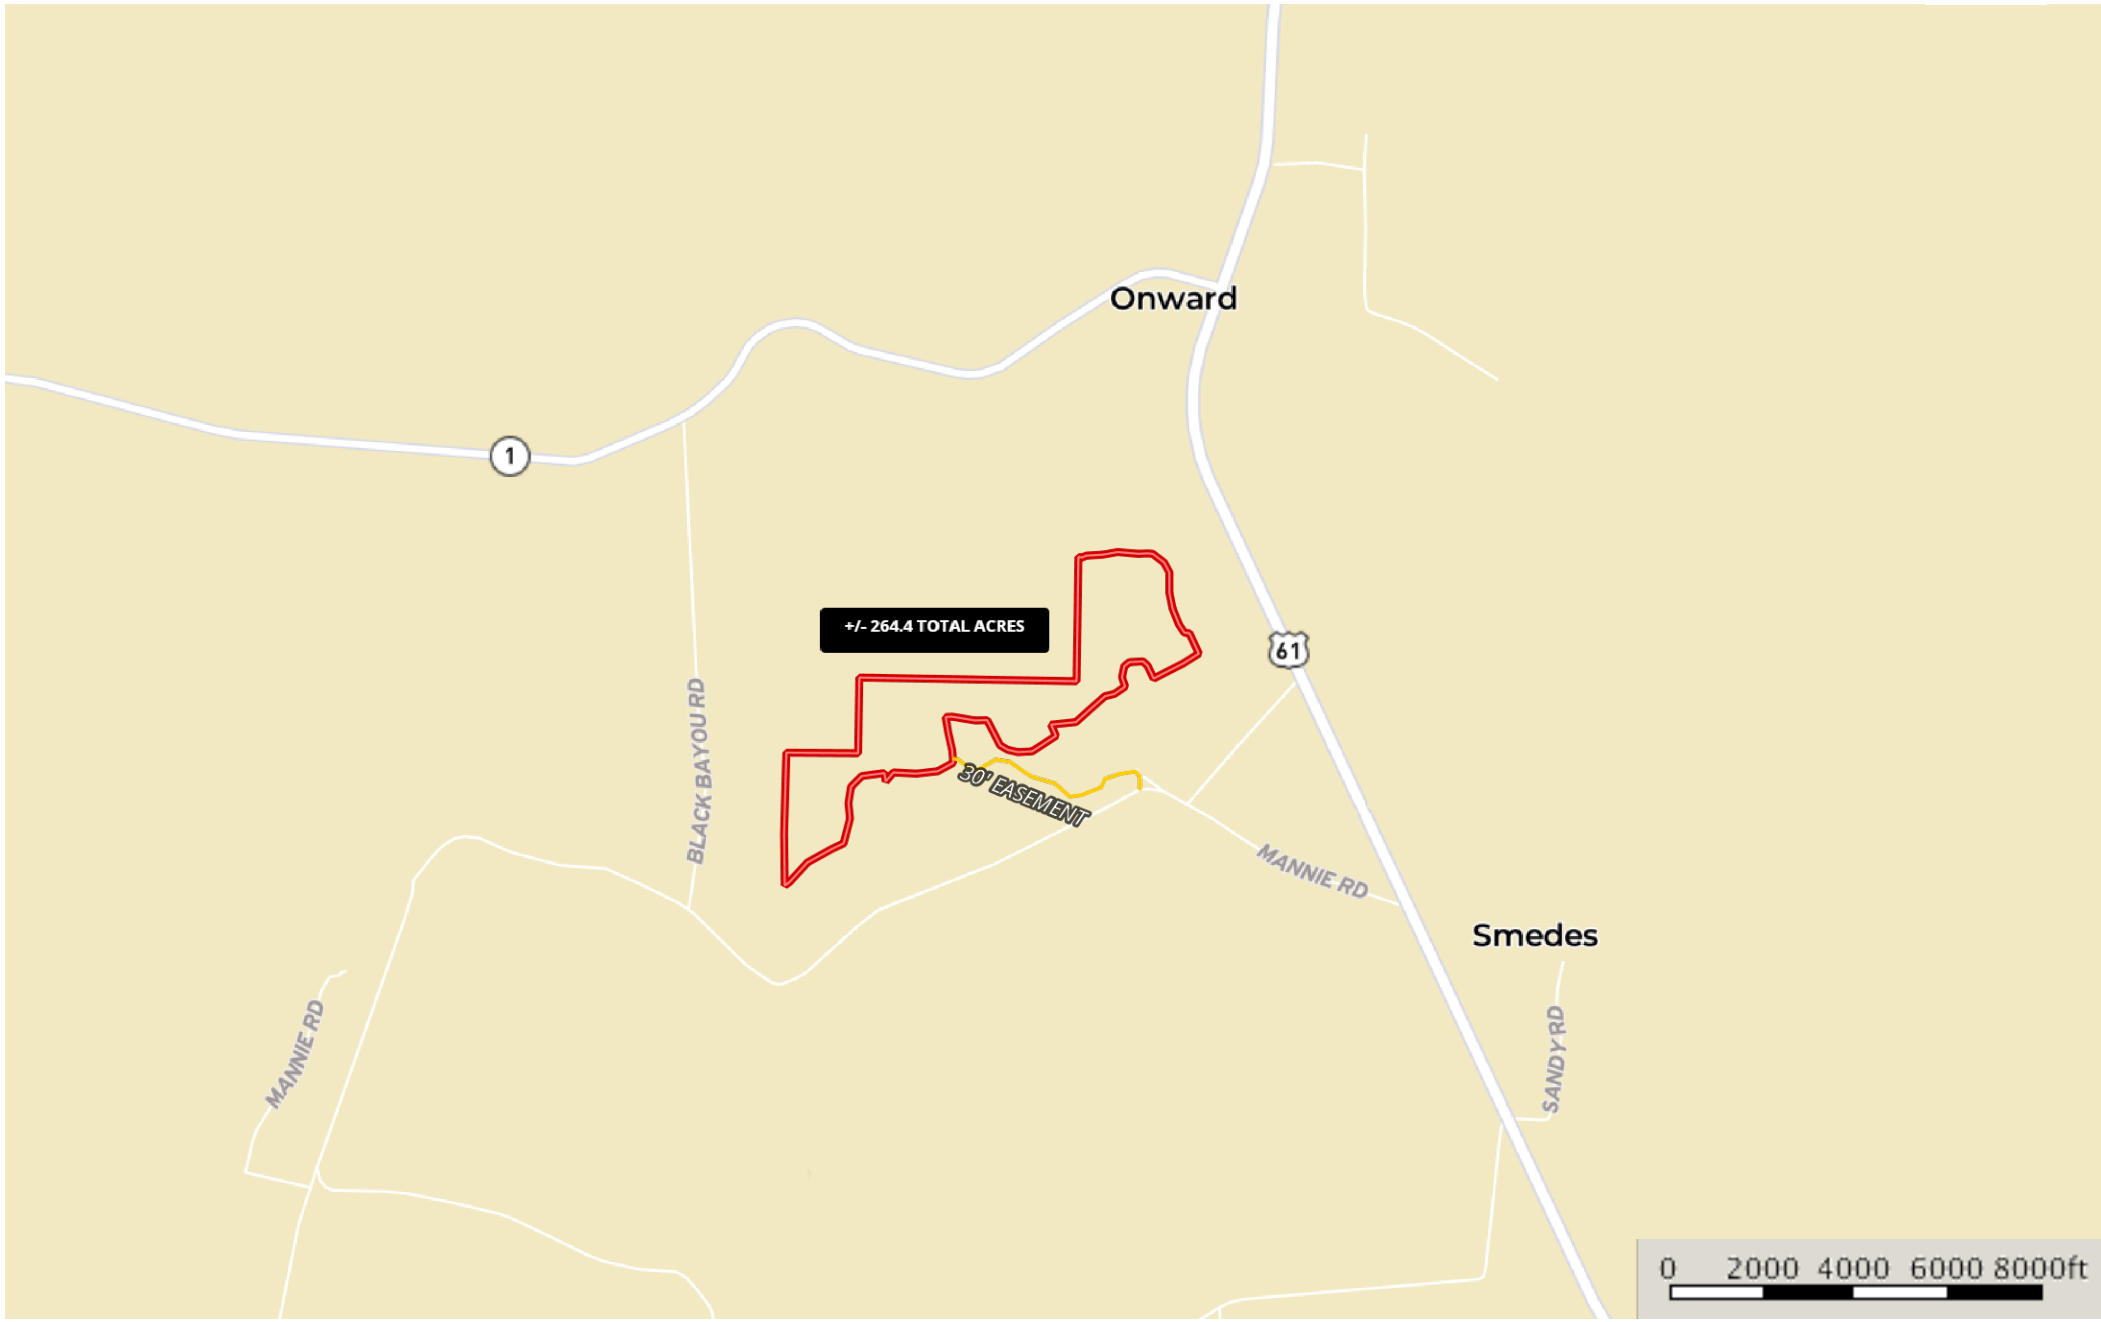 Onward
1
+/- 264.4 TOTAL ACRES
61
BLACK BAYOU RD
30' EASEMENT
MANNIE RD
Smedes
MANNIE RD
SANDY RD
0 2000 4000 6000 8000ft